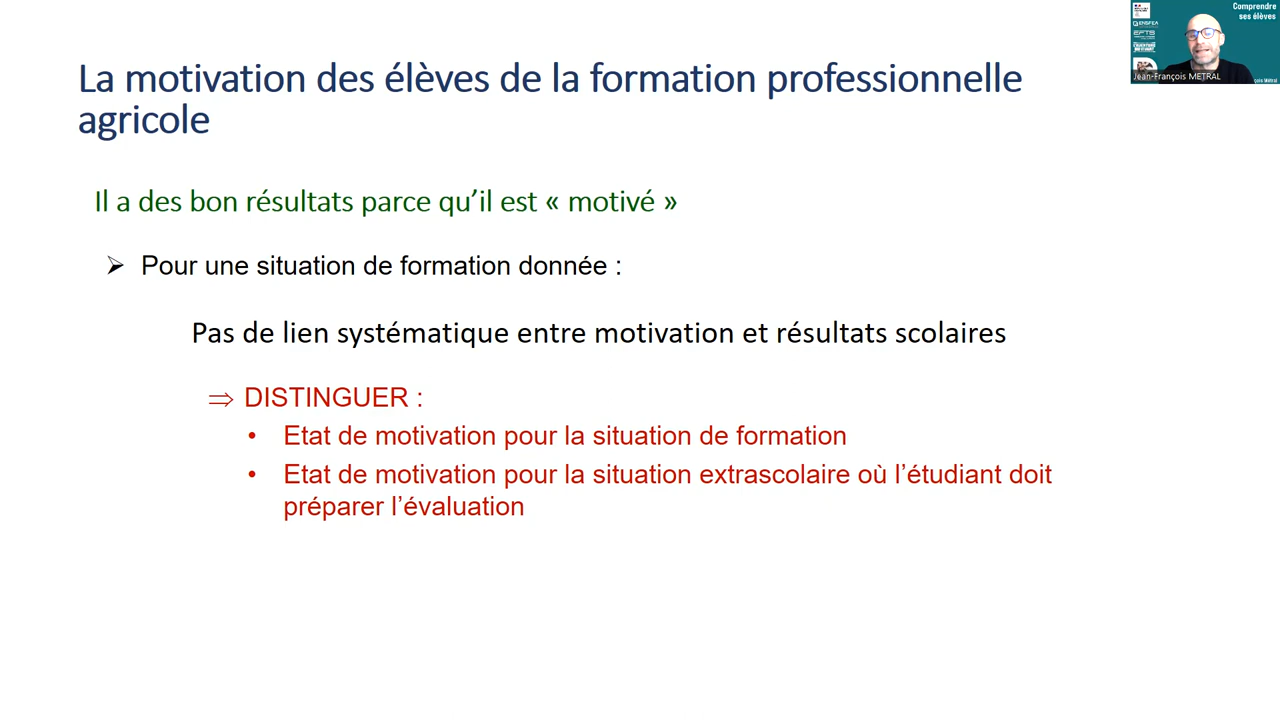 La motivation des élèves de la formation professionnelle
agricole
Il a des bon résultats parce qu’il est « motivé »
➢ Pour une situation de formation donnée :
Pas de lien systématique entre motivation et résultats scolaires
⇒ DISTINGUER :
• Etat de motivation pour la situation de formation
• Etat de motivation pour la situation extrascolaire où l’étudiant doit
préparer l’évaluation
Comprendre
ses élèves
ENSFEA
EFTS
Jean-François METRAL